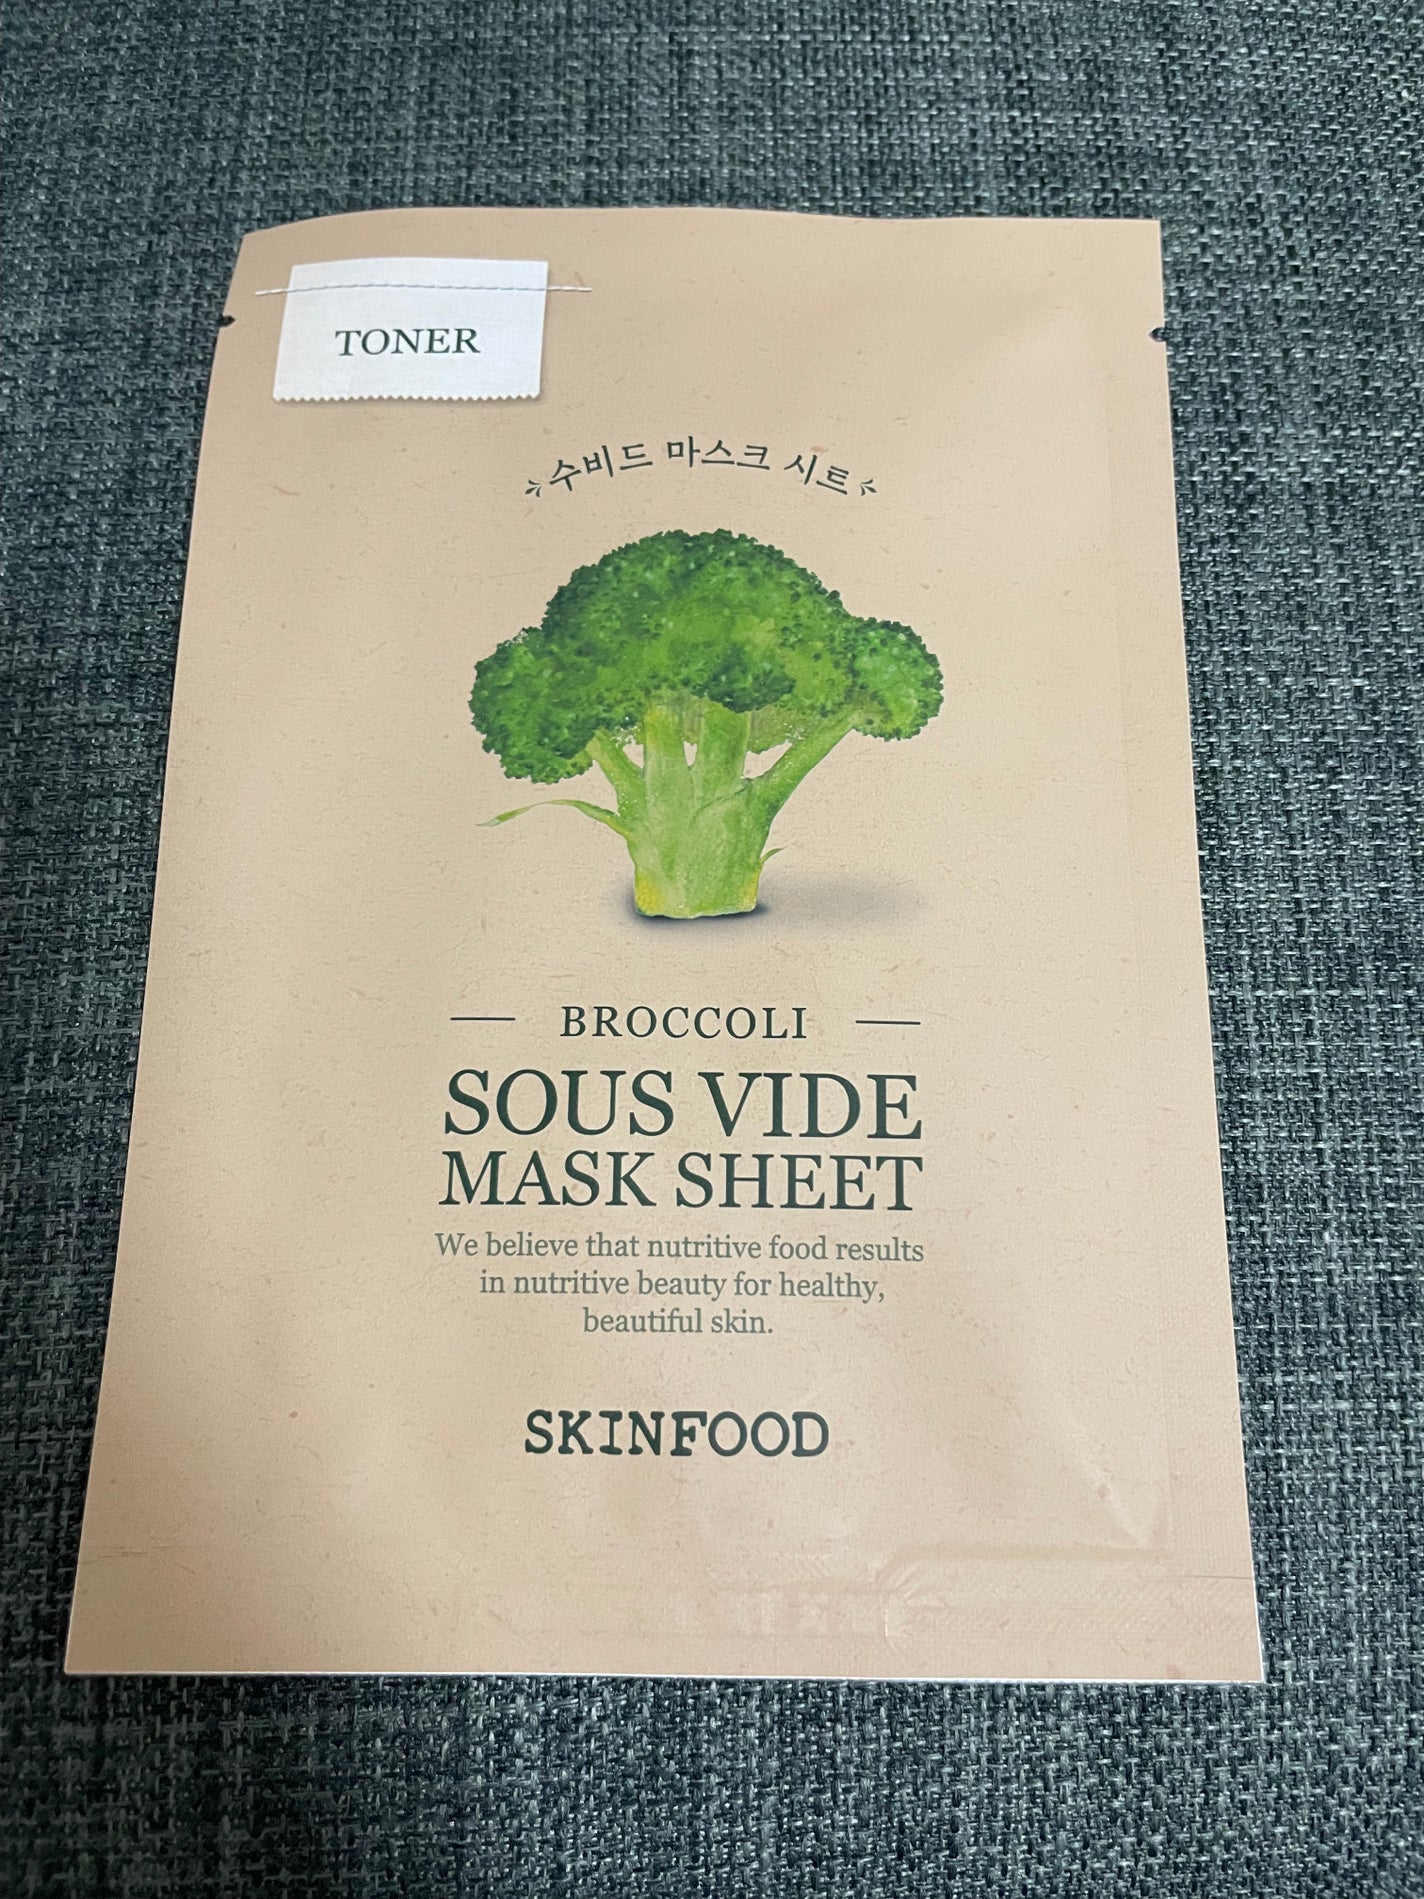 TONER
수비드 마스크 시트
BROCCOLI
SOUS VIDE
MASK SHEET
We believe that nutritive food results
in nutritive beauty for healthy,
beautiful skin.
SKINFOOD